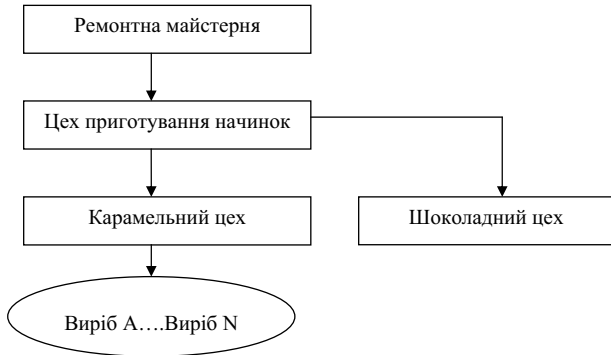 Ремонтна майстерня
Цех приготування начинок
Карамельний цех
Шоколадний цех
Виріб А….Виріб N